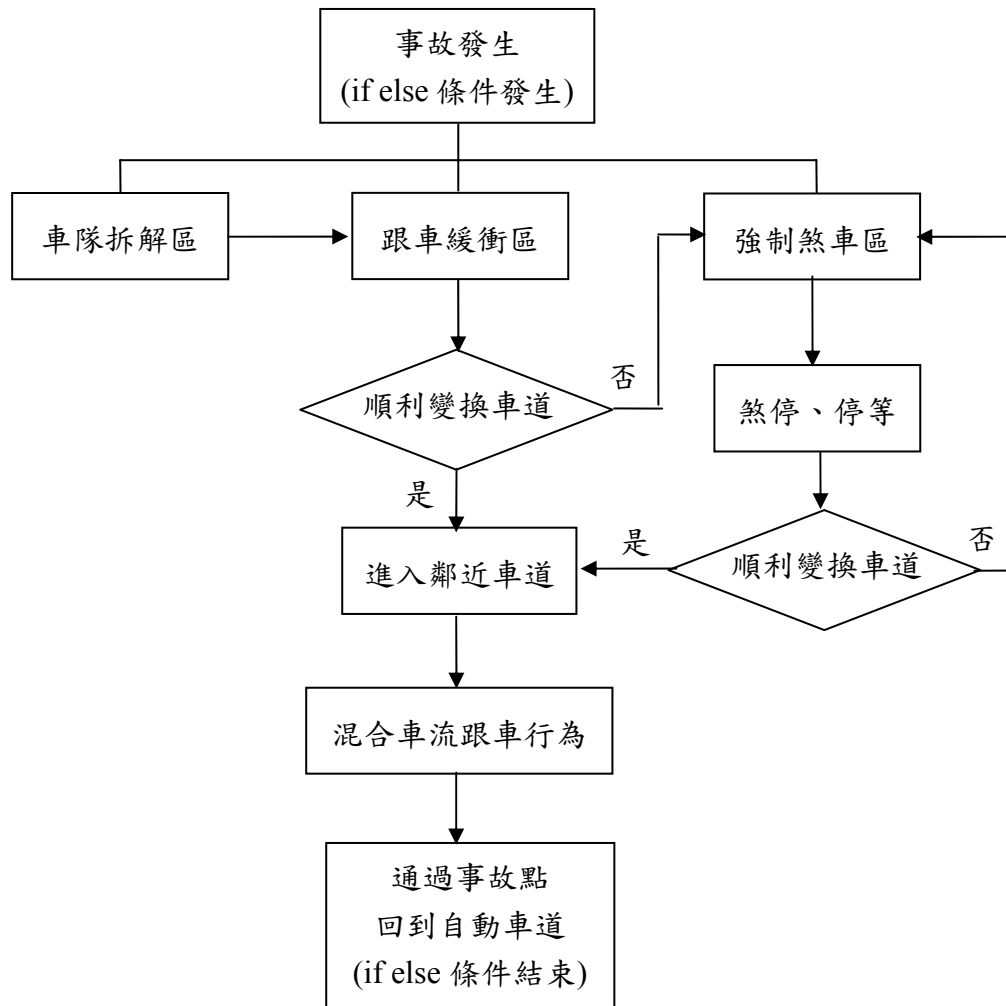 事故發生
(if else 條件發生)
車隊拆解區
跟車緩衝區
強制煞車區
順利變換車道
否
煞停、停等
是
進入鄰近車道
是
順利變換車道
否
混合車流跟車行為
通過事故點
回到自動車道
(if else 條件結束)